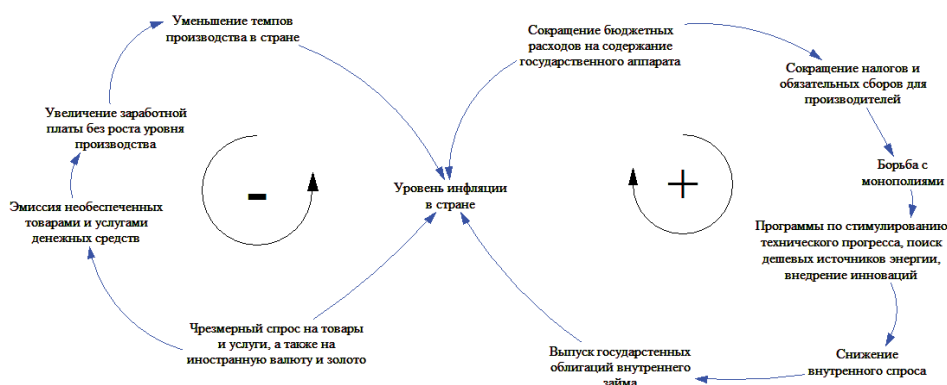 Уменьшение темпов
производства в стране
Увеличение заработной
платы без роста уровня
производства
Эмиссия необеспеченных
товарами и услугами
денежных средств
Чрезмерный спрос на товары
и услуги, а также на
иностранную валюту и золото
-
Уровень инфляции
в стране
Сокращение бюджетных
расходов на содержание
государственного аппарата
Сокращение налогов и
обязательных сборов для
производителей
+
Борьба с
монополиями
Программы по стимулированию
технического прогресса, поиск
дешевых источников энергии,
внедрение инноваций
Снижение
внутренного спроса
Выпуск государстенных
облигаций внутреннего
займа